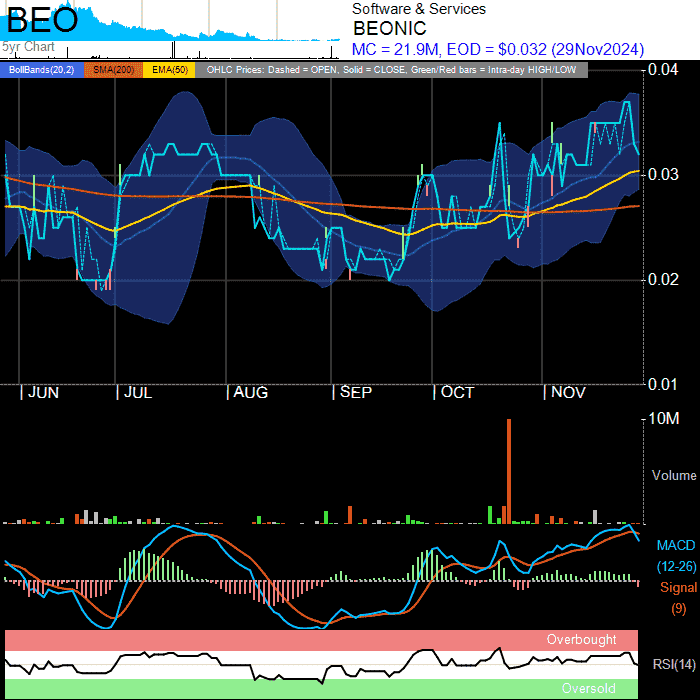 BEO
5yr Chart
Software & Services
BEONIC
MC = 21.9M, EOD = $0.032 (29Nov2024)
BollBands(20,2) SMA(200) EMA(50) OHLC Prices: Dashed = OPEN, Solid = CLOSE, Green/Red bars = Intra-day HIGH/LOW
0.04
0.03
0.02
0.01
JUN JUL AUG SEP OCT NOV
10M
Volume
MACD
(12-26)
Signal
(9)
Overbought
RSI(14)
Oversold